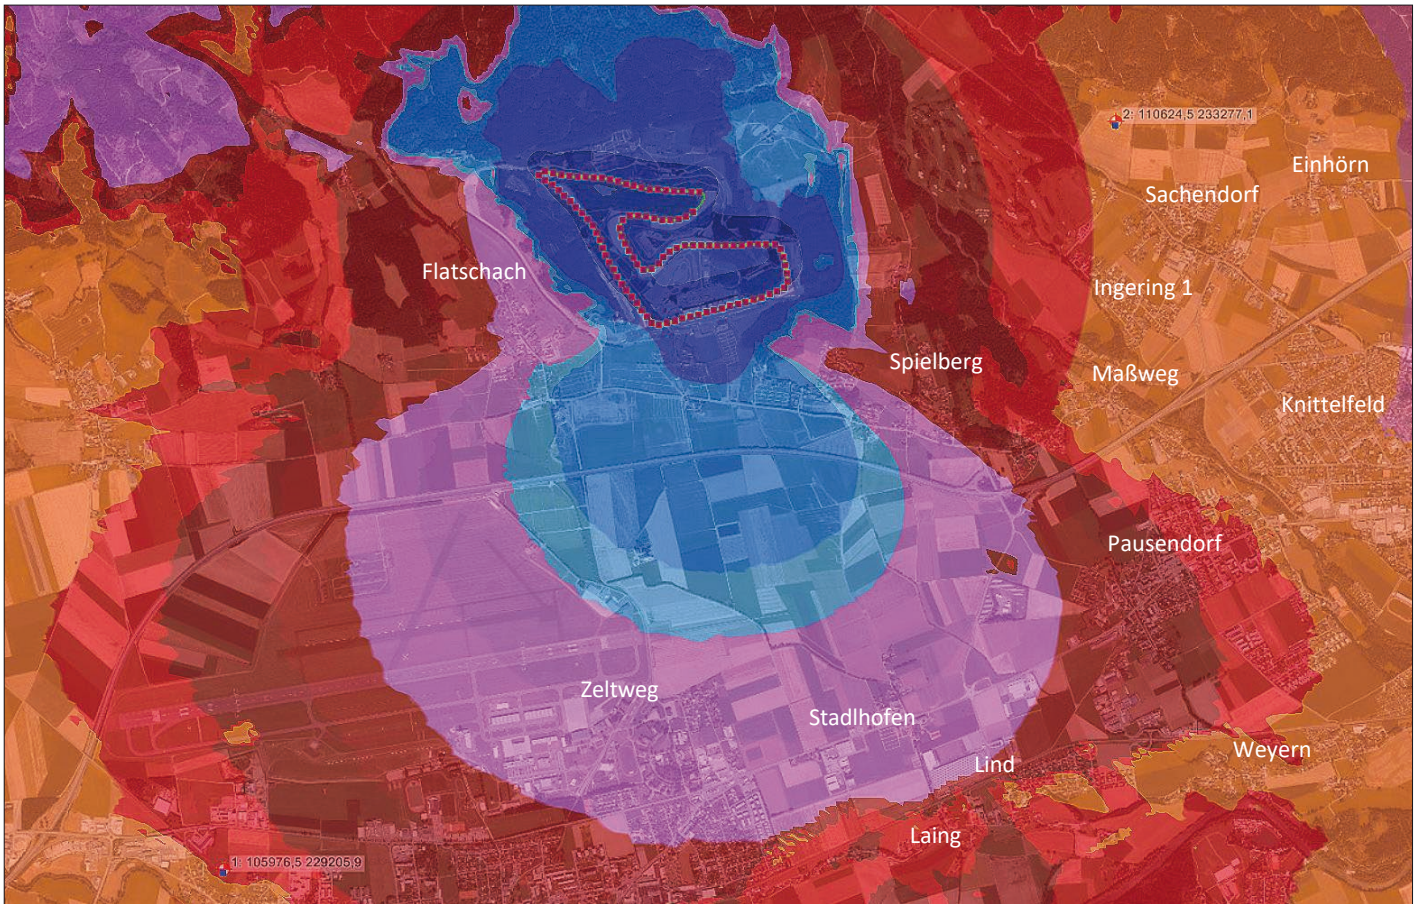 2: 110624,5 233277,1
Einhörn
Sachendorf
Flatschach
Ingering 1
Spielberg
Maßweg
Knittelfeld
Pausendorf
Zeltweg
Stadlhofen
Weyern
Lind
Laing
1: 105976,5 229205,9